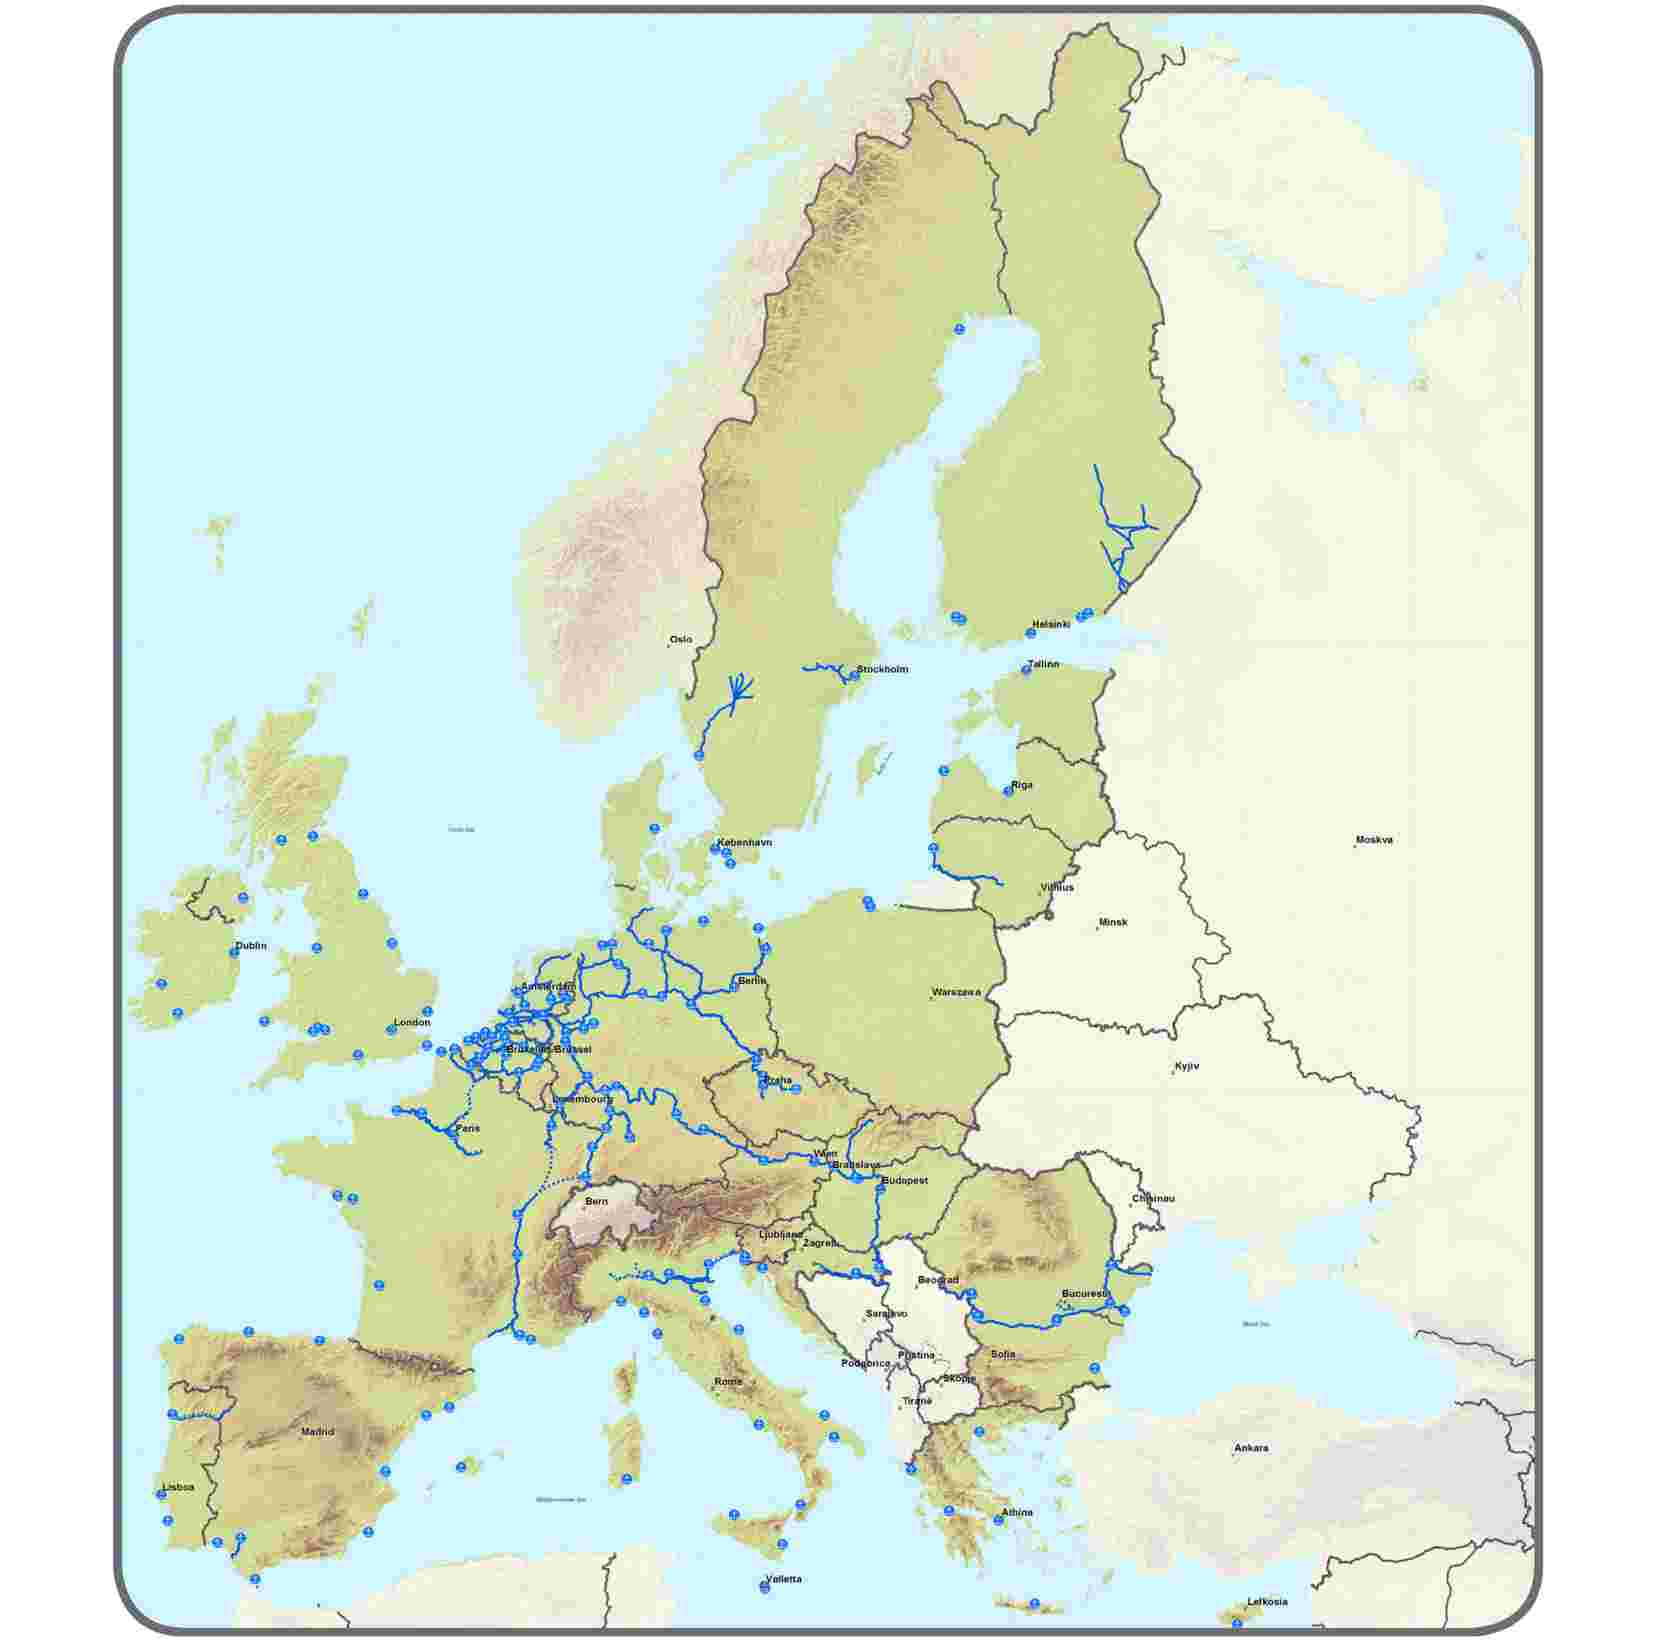 Oslo
Helsinki
Stockholm
Tallinn
Riga
Moskva
København
Vilnius
Minsk
Dublin
Amsterdam
Berlin
Warszawa
London
Bruxelles-Brussel
Kyjiv
Praha
Luxembourg
Paris
Wien
Bratislava
Budapest
Bern
Chisinau
Ljubljana
Zagreb
Beograd
Bucuresti
Sarajevo
Podgorica
Pristina
Sofia
Skopje
Roma
Tirane
Madrid
Ankara
Lisboa
Athina
Valletta
Lefkosia